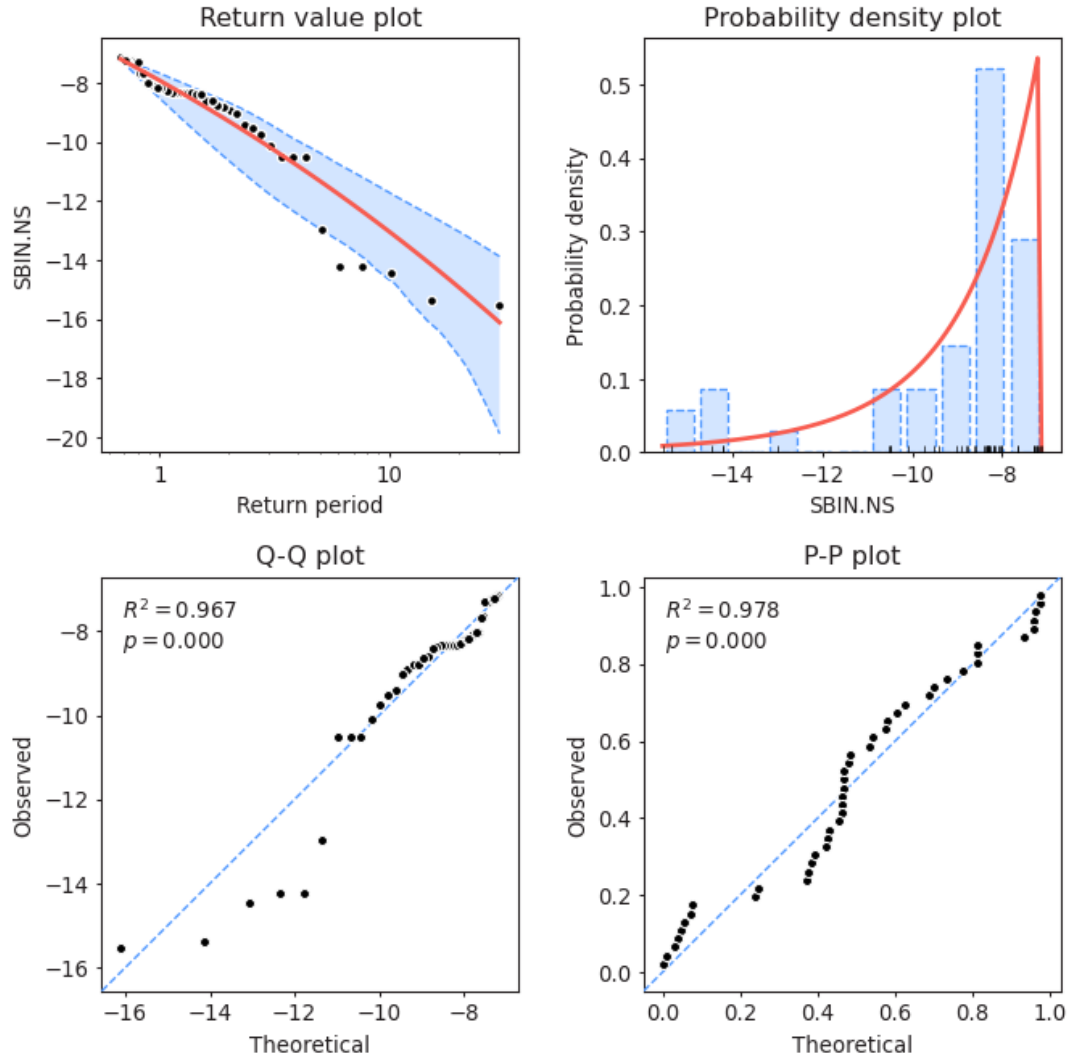 Return value plot
−8
−10
−12
−14
−16
−18
−20
SBIN.NS
1
10
Return period
Probability density plot
0.5
0.4
0.3
0.2
0.1
0.0
Probability density
−14
−12
−10
−8
SBIN.NS
Q-Q plot
R² = 0.967
p = 0.000
−8
−10
−12
−14
−16
Observed
−16
−14
−12
−10
−8
Theoretical
P-P plot
R² = 0.978
p = 0.000
1.0
0.8
0.6
0.4
0.2
0.0
Observed
0.0
0.2
0.4
0.6
0.8
1.0
Theoretical